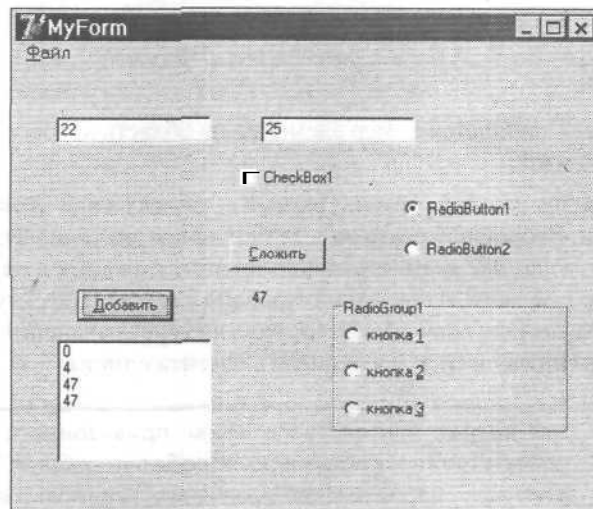 7 MyForm
Файл
22 25
CheckBox1
RadioButton1
RadioButton2
Сложить
47
Добавить
RadioGroup1
кнопка 1
кнопка 2
кнопка 3
0
4
47
47